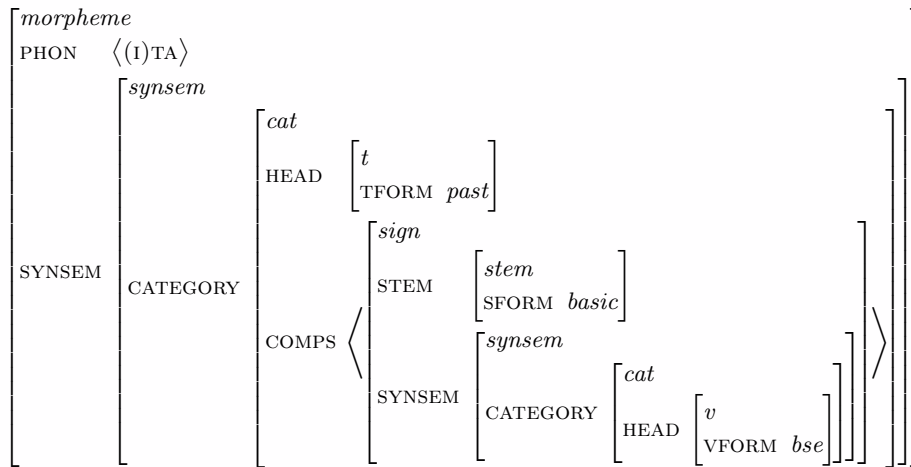 morpheme
PHON ⟨(I)TA⟩
synsem
cat
HEAD t
TFORM past
sign
STEM stem
SFORM basic
SYNSEM CATEGORY COMPS
synsem
SYNSEM CATEGORY cat
HEAD v
VFORM bse